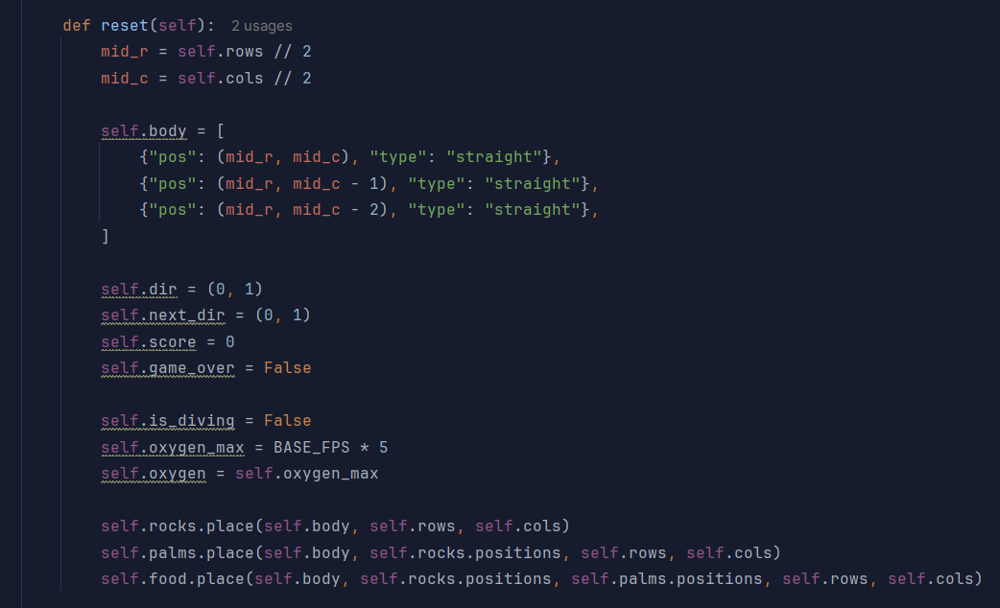 def reset(self): 2 usages
    mid_r = self.rows // 2
    mid_c = self.cols // 2

    self.body = [
        {"pos": (mid_r, mid_c), "type": "straight"},
        {"pos": (mid_r, mid_c - 1), "type": "straight"},
        {"pos": (mid_r, mid_c - 2), "type": "straight"},
    ]

    self.dir = (0, 1)
    self.next_dir = (0, 1)
    self.score = 0
    self.game_over = False

    self.is_diving = False
    self.oxygen_max = BASE_FPS * 5
    self.oxygen = self.oxygen_max

    self.rocks.place(self.body, self.rows, self.cols)
    self.palms.place(self.body, self.rocks.positions, self.rows, self.cols)
    self.food.place(self.body, self.rocks.positions, self.palms.positions, self.rows, self.cols)